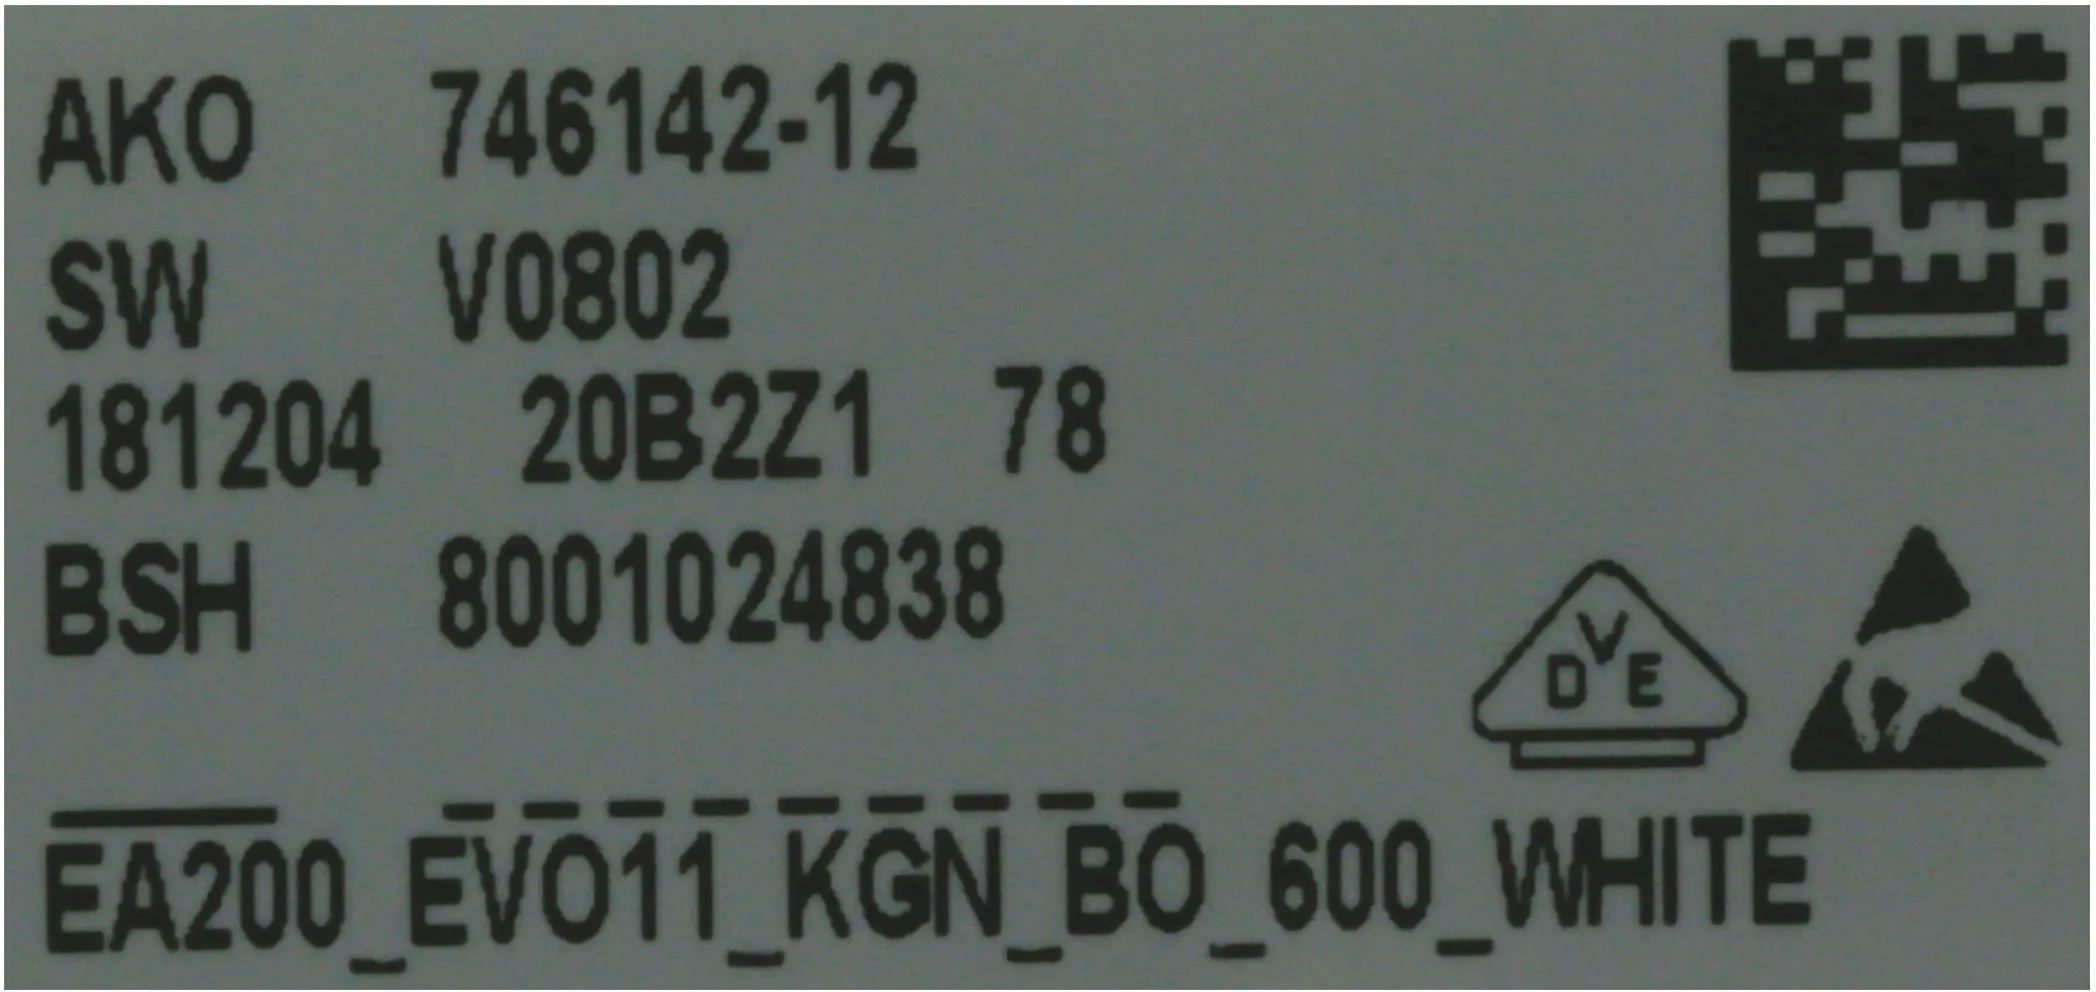 AKO 746142-12
SW V0802
181204 20B2Z1 78
BSH 8001024838
DVE
EA200_EVO11_KGN_BO_600_WHITE